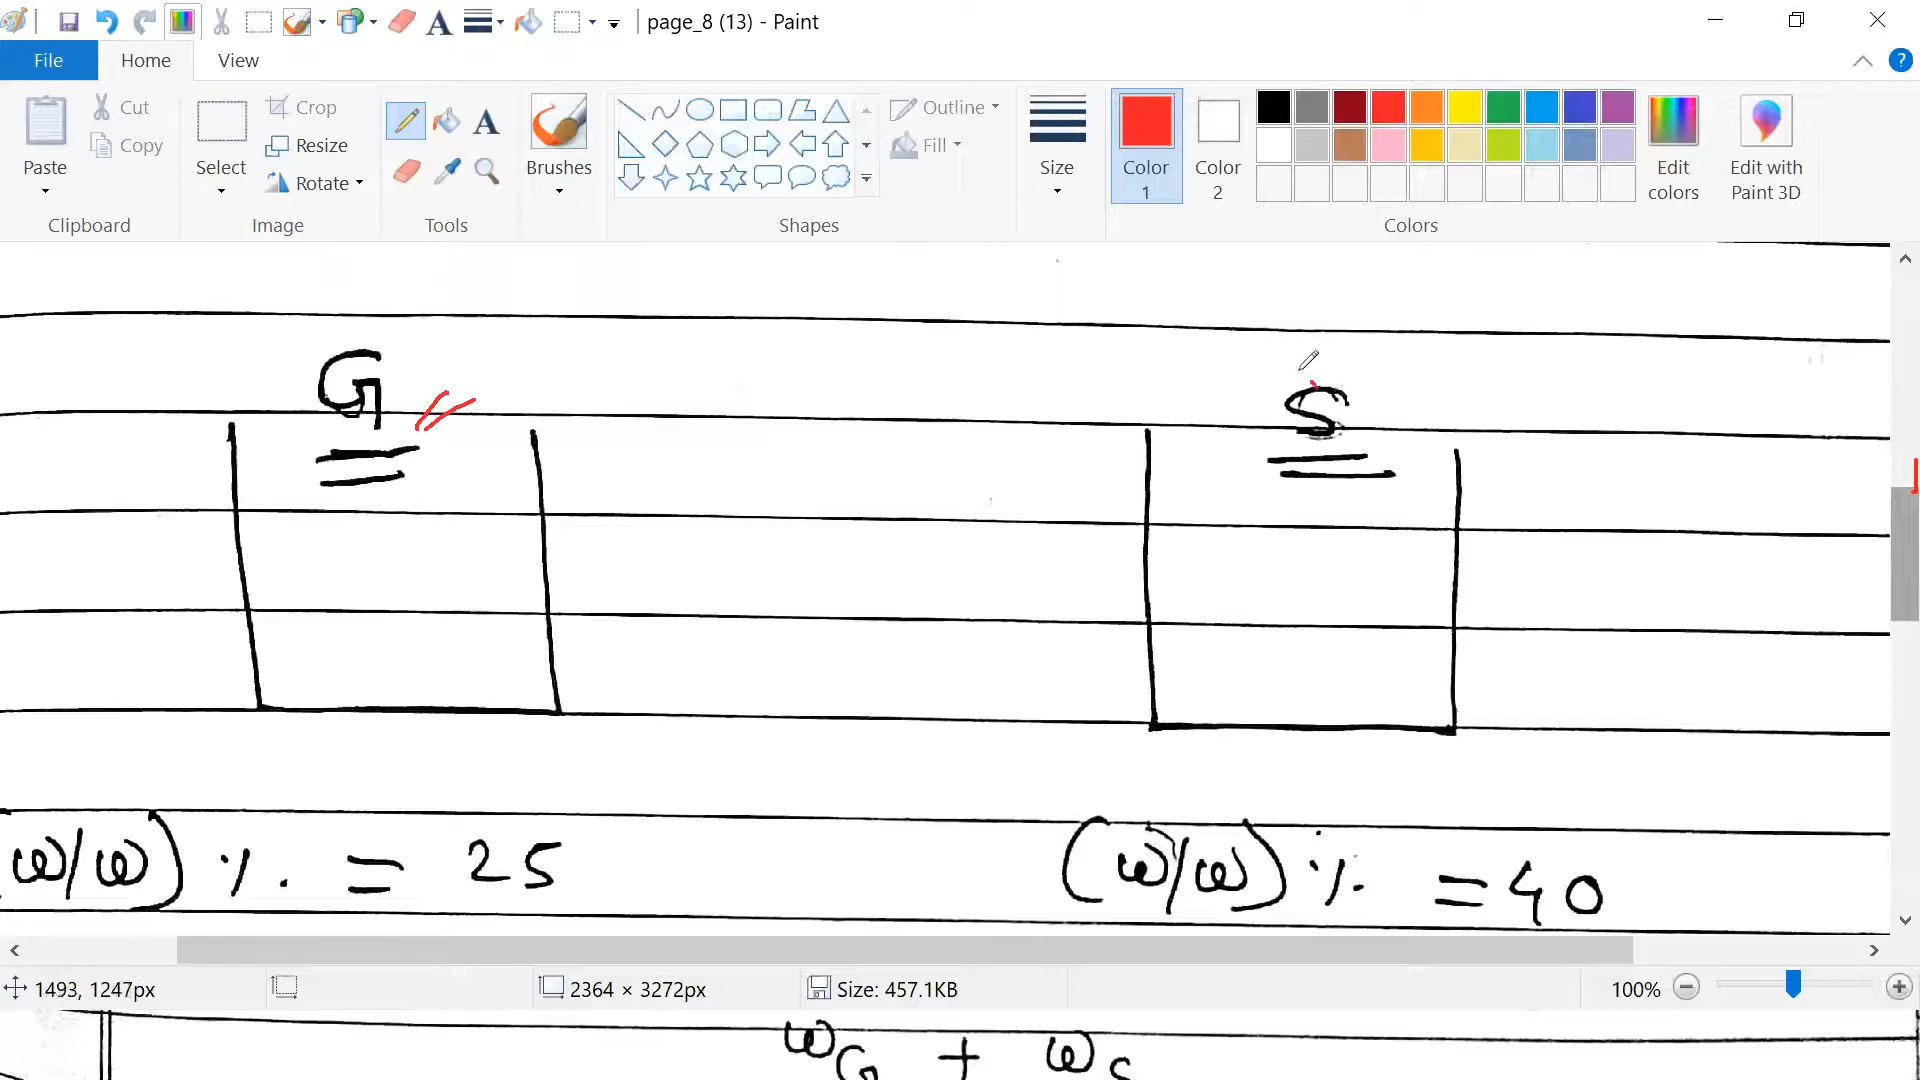 page_8 (13) - Paint
File Home View
Paste Cut Copy Clipboard
Select Crop Resize Rotate Image
Tools
Brushes
Outline Fill Shapes
Size
Color 1 Color 2 Edit colors Edit with Paint 3D Colors
G S
w/w) % = 25 (w/w) % = 40
1493, 1247px 2364 × 3272px Size: 457.1KB 100%
wG + wS